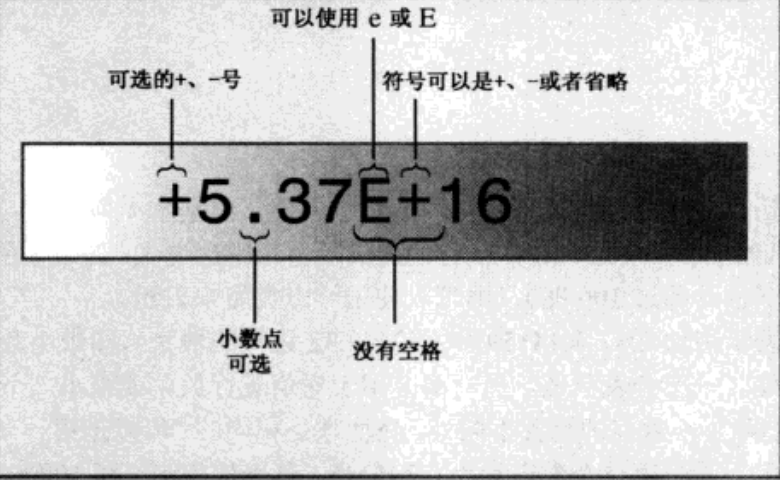 可以使用 e 或 E
可选的+、-号
符号可以是+、-或者省略
+5.37E+16
小数点
可选
没有空格